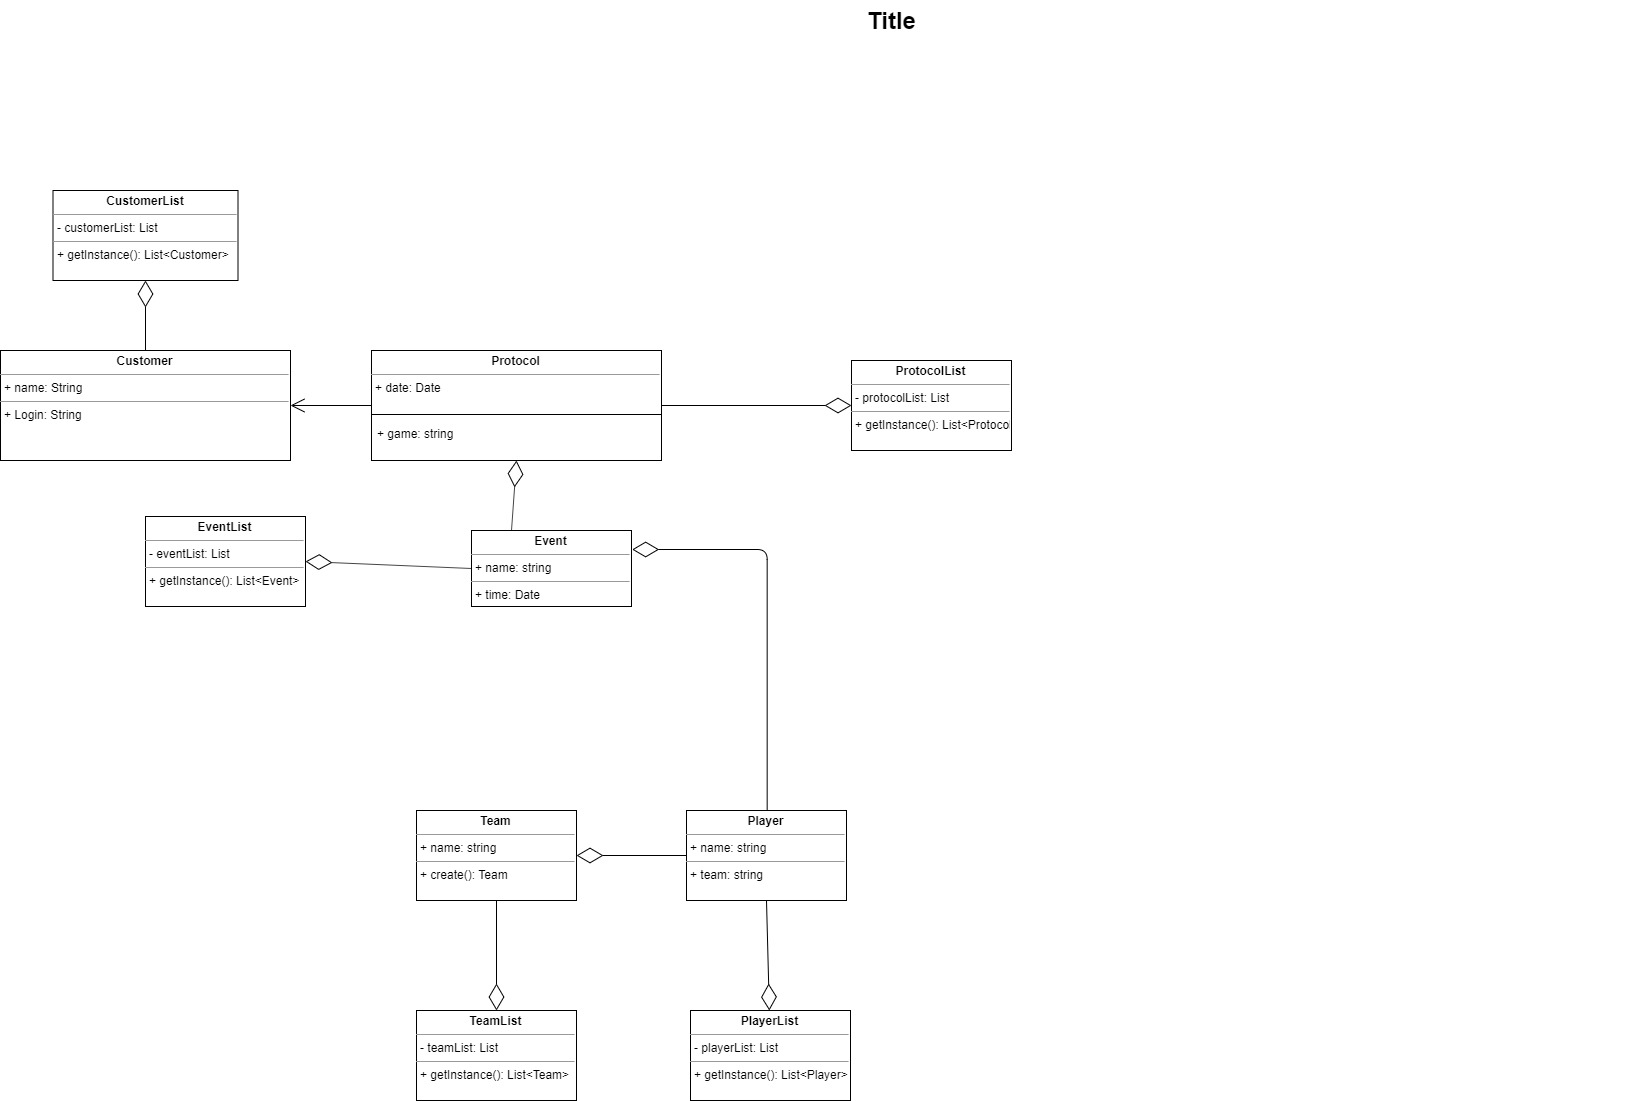 Title
CustomerList
- customerList: List
+ getInstance(): List<Customer>
Customer
+ name: String
+ Login: String
Protocol
+ date: Date
+ game: string
ProtocolList
- protocolList: List
+ getInstance(): List<Protoco
EventList
- eventList: List
+ getInstance(): List<Event>
Event
+ name: string
+ time: Date
Team
+ name: string
+ create(): Team
Player
+ name: string
+ team: string
TeamList
- teamList: List
+ getInstance(): List<Team>
PlayerList
- playerList: List
+ getInstance(): List<Player>